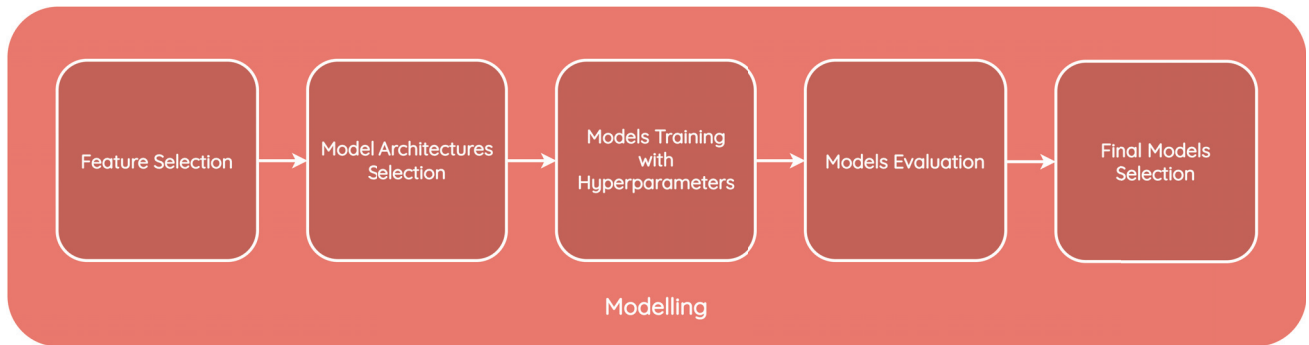 Feature Selection
Model Architectures
Selection
Models Training
with
Hyperparameters
Models Evaluation
Final Models
Selection
Modelling